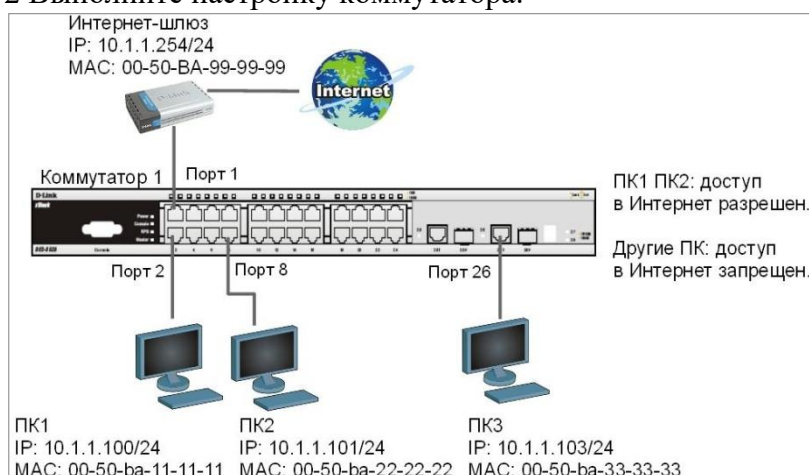 2 Выполните настройку коммутатора.
Интернет-шлюз
IP: 10.1.1.254/24
MAC: 00-50-BA-99-99-99
Internet
Коммутатор 1
Порт 1
D-Link
ПК1 ПК2: доступ
в Интернет разрешен.
Другие ПК: доступ
в Интернет запрещен.
Порт 2
Порт 8
Порт 26
ПК1
IP: 10.1.1.100/24
MAC: 00-50-ba-11-11-11
ПК2
IP: 10.1.1.101/24
MAC: 00-50-ba-22-22-22
ПК3
IP: 10.1.1.103/24
MAC: 00-50-ba-33-33-33